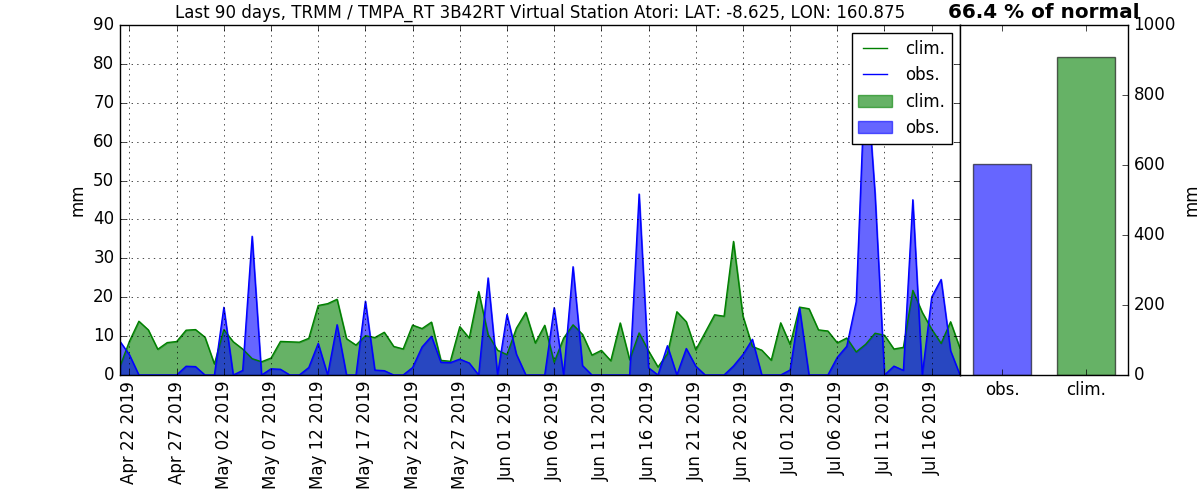 Last 90 days, TRMM / TMPA_RT 3B42RT Virtual Station Atori: LAT: -8.625, LON: 160.875
66.4 % of normal
90
80
70
60
50
40
30
20
10
0
mm
clim.
obs.
clim.
obs.
1000
800
600
400
200
0
mm
Apr 22 2019
Apr 27 2019
May 02 2019
May 07 2019
May 12 2019
May 17 2019
May 22 2019
May 27 2019
Jun 01 2019
Jun 06 2019
Jun 11 2019
Jun 16 2019
Jun 21 2019
Jun 26 2019
Jul 01 2019
Jul 06 2019
Jul 11 2019
Jul 16 2019
obs.
clim.